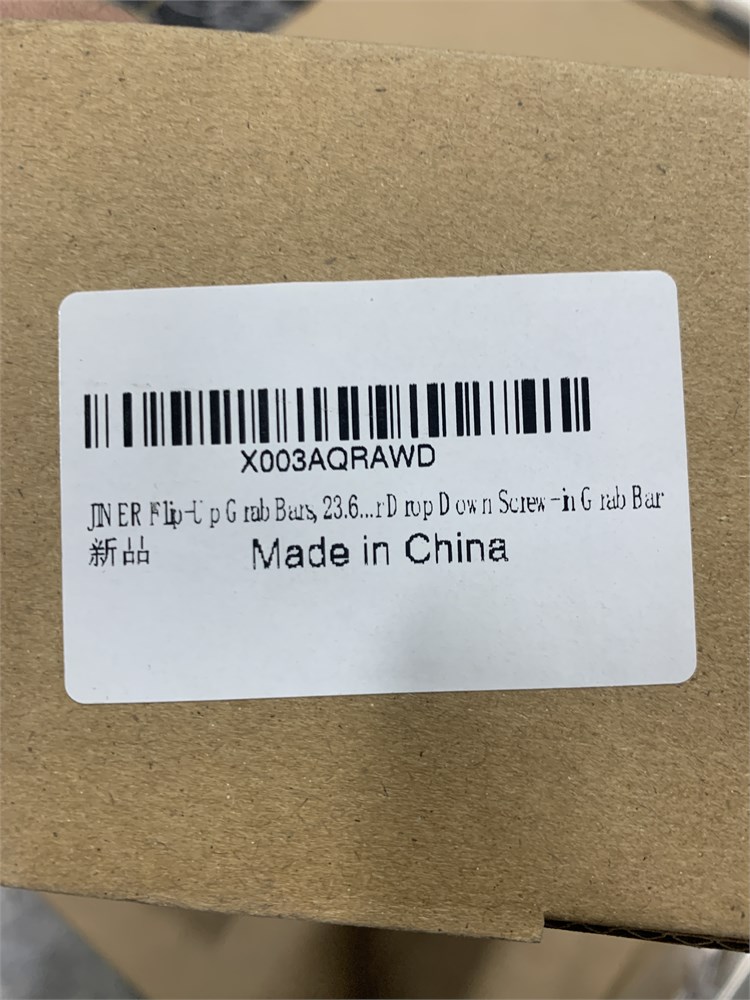 X003AQRAWD
JINER Flip-Up Grab Bars, 23.6...r Drop Down Screw-in Grab Bar
新品 Made in China